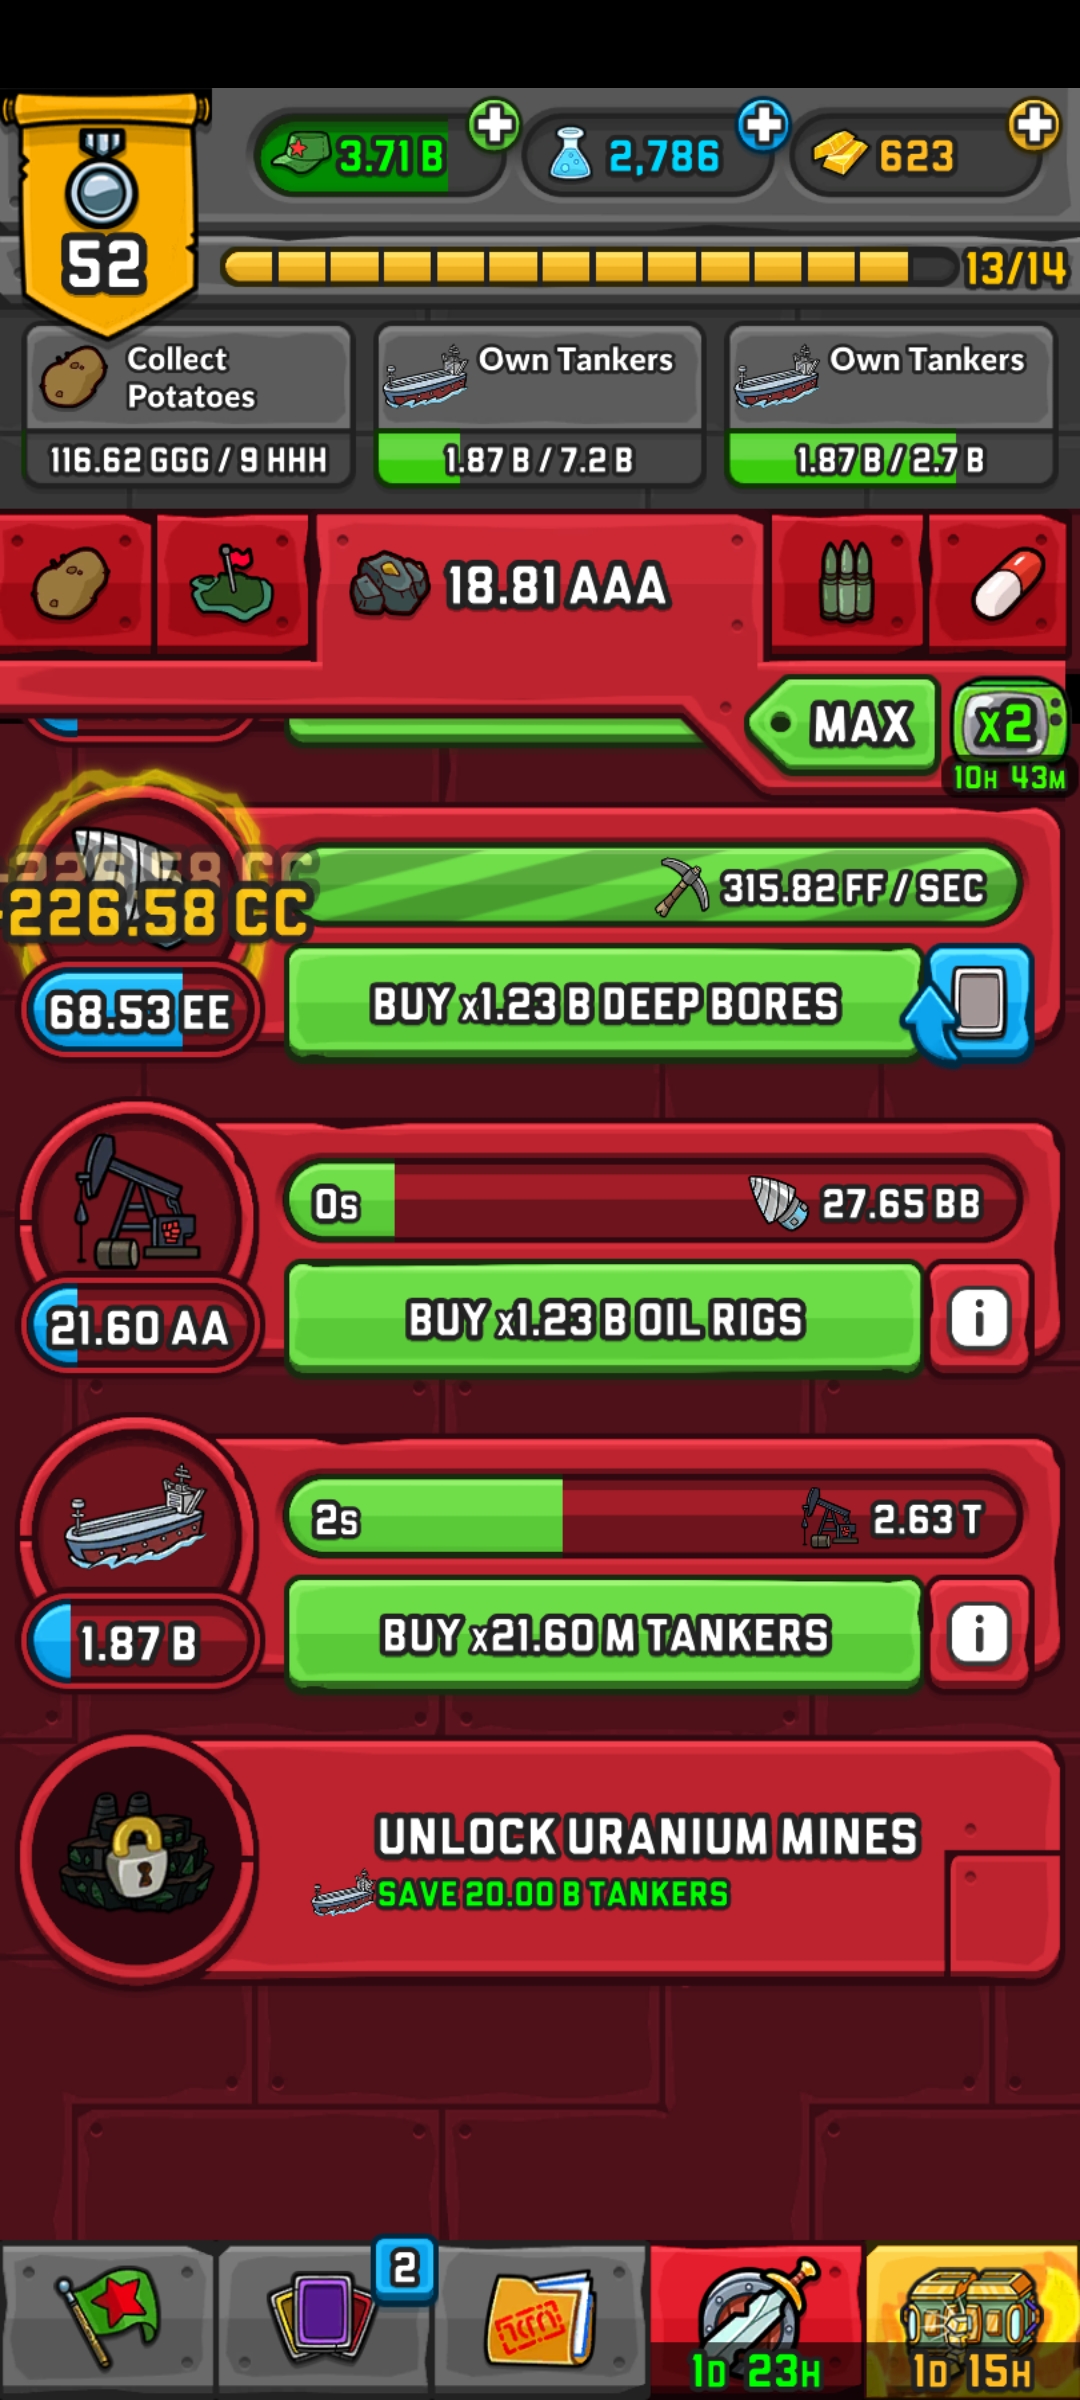 3.71 B
2,786
623
52
13/14
Collect
Potatoes
116.62 GGG / 9 HHH
Own Tankers
1.87 B / 7.2 B
Own Tankers
1.87 B / 2.7 B
18.81 AAA
MAX
x2
10H 43M
-226.58 CC
-226.58 CC
315.82 FF / SEC
68.53 EE
BUY x1.23 B DEEP BORES
0s
27.65 BB
21.60 AA
BUY x1.23 B OIL RIGS
i
2s
2.63 T
1.87 B
BUY x21.60 M TANKERS
i
UNLOCK URANIUM MINES
SAVE 20.00 B TANKERS
2
1D 23H
1D 15H